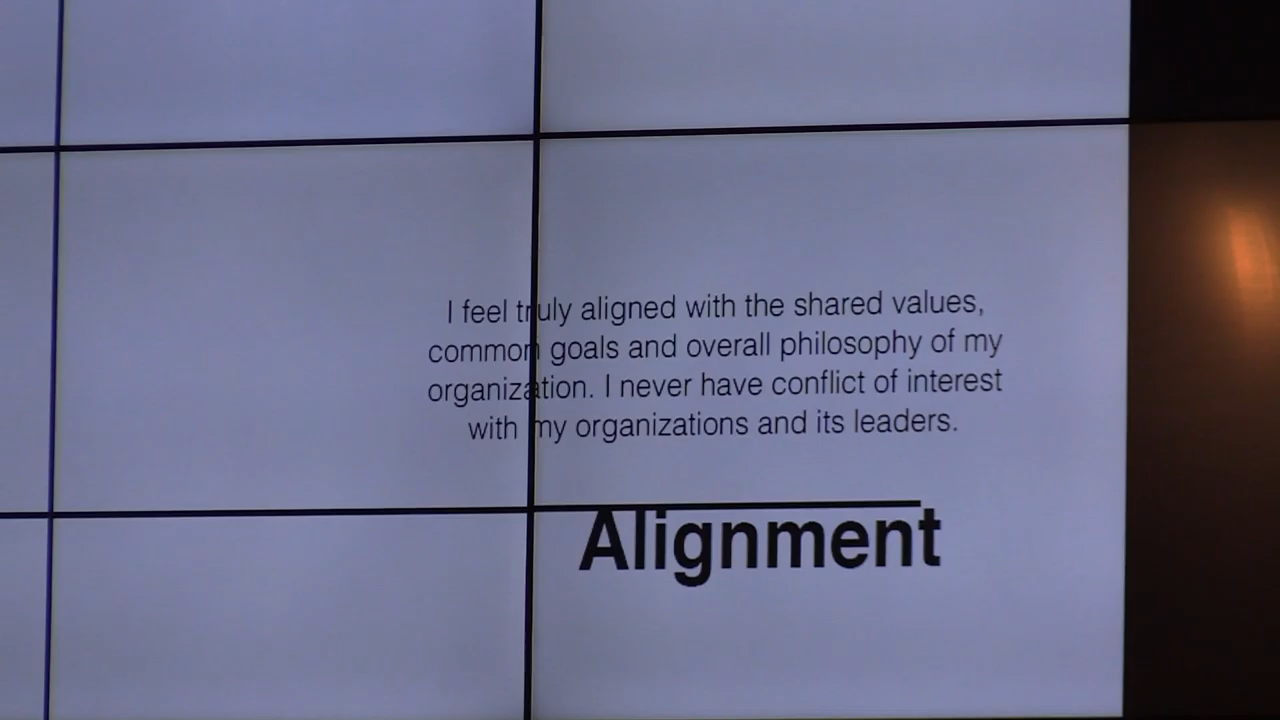 I feel truly aligned with the shared values,
common goals and overall philosophy of my
organization. I never have conflict of interest
with my organizations and its leaders.
Alignment